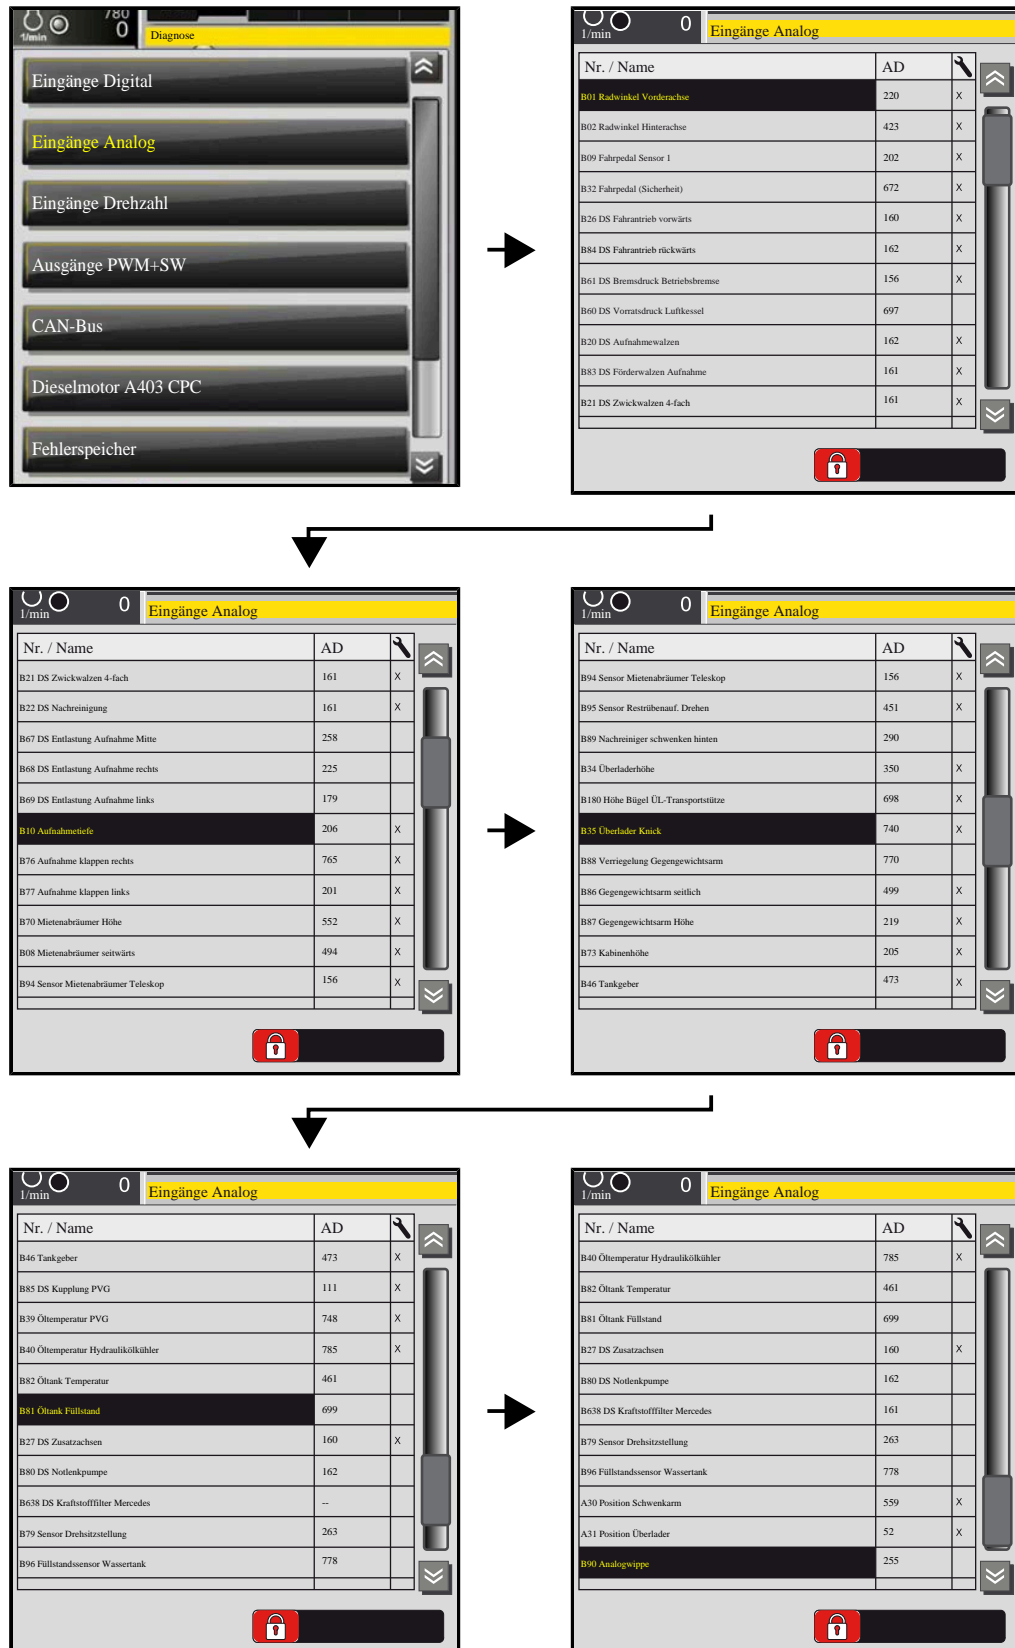 1/min
780
0
Diagnose
Eingänge Digital
Eingänge Analog
Eingänge Drehzahl
Ausgänge PWM+SW
CAN-Bus
Dieselmotor A403 CPC
Fehlerspeicher
1/min 0 Eingänge Analog
Nr. / Name AD
B01 Radwinkel Vorderachse 220 X
B02 Radwinkel Hinterachse 423 X
B09 Fahrpedal Sensor 1 202 X
B32 Fahrpedal (Sicherheit) 672 X
B26 DS Fahrantrieb vorwärts 160 X
B84 DS Fahrantrieb rückwärts 162 X
B61 DS Bremsdruck Betriebsbremse 156 X
B60 DS Vorratsdruck Luftkessel 697
B20 DS Aufnahmewalzen 162 X
B83 DS Förderwalzen Aufnahme 161 X
B21 DS Zwickwalzen 4-fach 161 X
1/min 0 Eingänge Analog
Nr. / Name AD
B21 DS Zwickwalzen 4-fach 161 X
B22 DS Nachreinigung 161 X
B67 DS Entlastung Aufnahme Mitte 258
B68 DS Entlastung Aufnahme rechts 225
B69 DS Entlastung Aufnahme links 179
B10 Aufnahmetiefe 206 X
B76 Aufnahme klappen rechts 765 X
B77 Aufnahme klappen links 201 X
B70 Mietenabräumer Höhe 552 X
B08 Mietenabräumer seitwärts 494 X
B94 Sensor Mietenabräumer Teleskop 156 X
1/min 0 Eingänge Analog
Nr. / Name AD
B94 Sensor Mietenabräumer Teleskop 156 X
B95 Sensor Restrübenauf. Drehen 451 X
B89 Nachreiniger schwenken hinten 290
B34 Überladerhöhe 350 X
B180 Höhe Bügel ÜL-Transportstütze 698 X
B35 Überlader Knick 740 X
B88 Verriegelung Gegengewichtsarm 770
B86 Gegengewichtsarm seitlich 499 X
B87 Gegengewichtsarm Höhe 219 X
B73 Kabinenhöhe 205 X
B46 Tankgeber 473 X
1/min 0 Eingänge Analog
Nr. / Name AD
B46 Tankgeber 473 X
B85 DS Kupplung PVG 111 X
B39 Öltemperatur PVG 748 X
B40 Öltemperatur Hydraulikölkühler 785 X
B82 Öltank Temperatur 461
B81 Öltank Füllstand 699
B27 DS Zusatzachsen 160 X
B80 DS Notlenkpumpe 162
B638 DS Kraftstofffilter Mercedes --
B79 Sensor Drehsitzstellung 263
B96 Füllstandssensor Wassertank 778
1/min 0 Eingänge Analog
Nr. / Name AD
B40 Öltemperatur Hydraulikölkühler 785 X
B82 Öltank Temperatur 461
B81 Öltank Füllstand 699
B27 DS Zusatzachsen 160 X
B80 DS Notlenkpumpe 162
B638 DS Kraftstofffilter Mercedes 161
B79 Sensor Drehsitzstellung 263
B96 Füllstandssensor Wassertank 778
A30 Position Schwenkarm 559 X
A31 Position Überlader 52 X
B90 Analogwippe 255